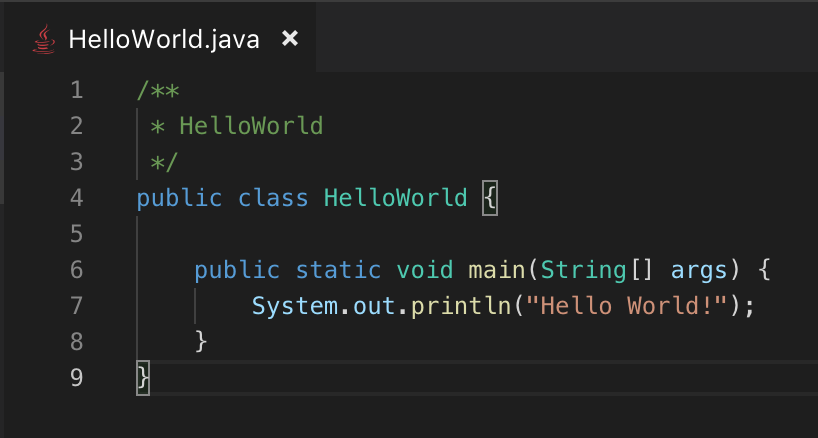 HelloWorld.java ×
1 /**
2  * HelloWorld
3  */
4 public class HelloWorld {
5
6     public static void main(String[] args) {
7         System.out.println("Hello World!");
8     }
9 }